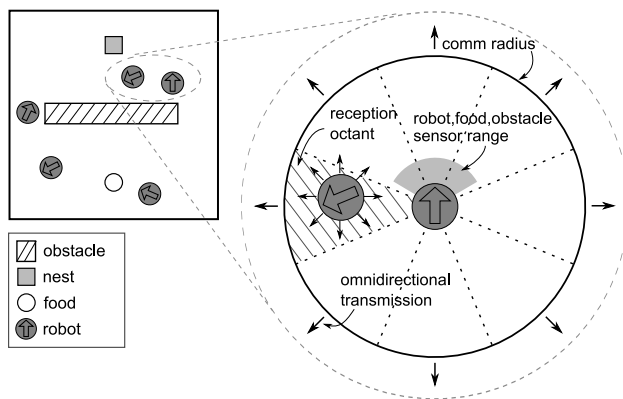 comm radius
reception
octant
robot,food,obstacle
sensor,range
omnidirectional
transmission
obstacle
nest
food
robot